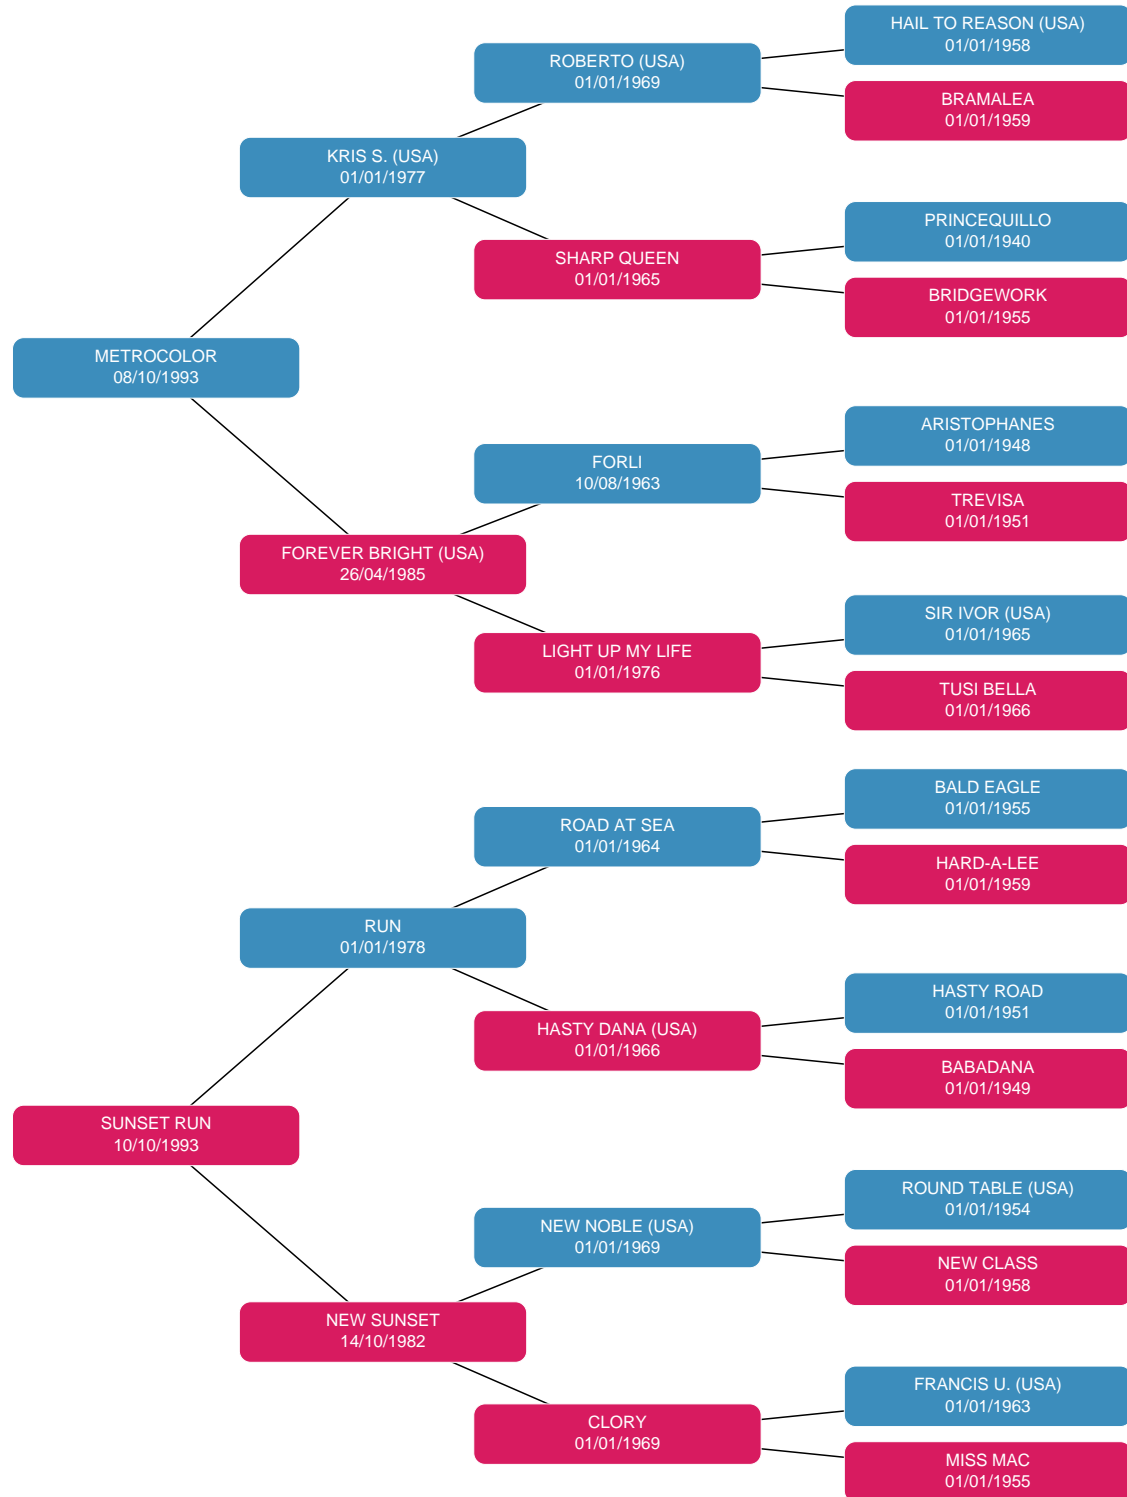 HAIL TO REASON (USA)
01/01/1958
ROBERTO (USA)
01/01/1969
BRAMALEA
01/01/1959
KRIS S. (USA)
01/01/1977
PRINCEQUILLO
01/01/1940
SHARP QUEEN
01/01/1965
BRIDGEWORK
01/01/1955
METROCOLOR
08/10/1993
ARISTOPHANES
01/01/1948
FORLI
10/08/1963
TREVISA
01/01/1951
FOREVER BRIGHT (USA)
26/04/1985
SIR IVOR (USA)
01/01/1965
LIGHT UP MY LIFE
01/01/1976
TUSI BELLA
01/01/1966
BALD EAGLE
01/01/1955
ROAD AT SEA
01/01/1964
HARD-A-LEE
01/01/1959
RUN
01/01/1978
HASTY ROAD
01/01/1951
HASTY DANA (USA)
01/01/1966
BABADANA
01/01/1949
SUNSET RUN
10/10/1993
ROUND TABLE (USA)
01/01/1954
NEW NOBLE (USA)
01/01/1969
NEW CLASS
01/01/1958
NEW SUNSET
14/10/1982
FRANCIS U. (USA)
01/01/1963
CLORY
01/01/1969
MISS MAC
01/01/1955